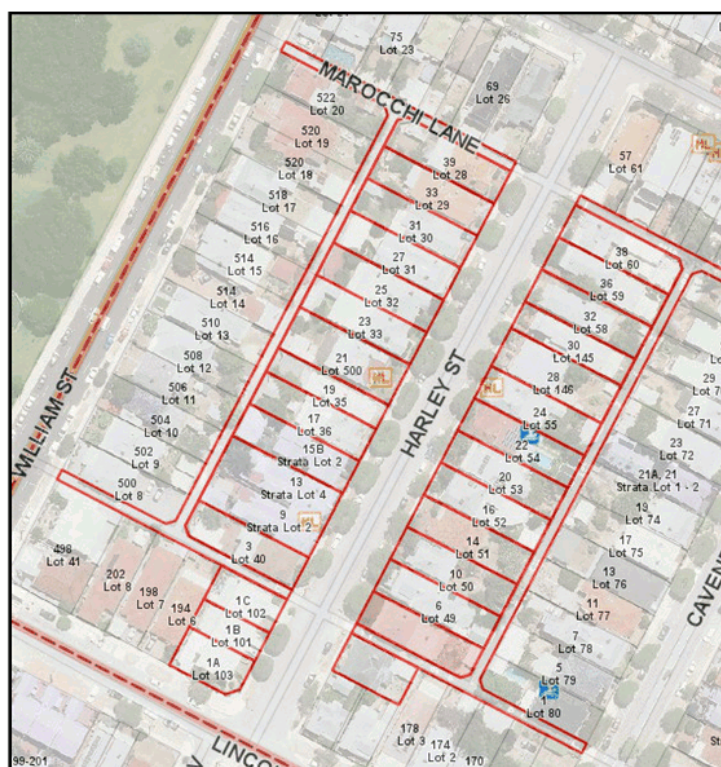 75
Lot 23
MAROCCHI LANE
69
Lot 26
522
Lot 20
520
Lot 19
520
Lot 18
518
Lot 17
516
Lot 16
514
Lot 15
514
Lot 14
510
Lot 13
508
Lot 12
506
Lot 11
504
Lot 10
502
Lot 9
500
Lot 8
WILLIAM ST
39
Lot 28
33
Lot 29
31
Lot 30
27
Lot 31
25
Lot 32
23
Lot 33
21
Lot 500
19
Lot 35
17
Lot 36
15B
Strata Lot 2
13
Strata Lot 4
9
Strata Lot 2
3
Lot 40
1C
Lot 102
1B
Lot 101
1A
Lot 103
498
Lot 41
202
Lot 8
198
Lot 7
194
Lot 6
HARLEY ST
ML
ML
ML
ML
57
Lot 61
38
Lot 60
36
Lot 59
32
Lot 58
30
Lot 145
28
Lot 146
24
Lot 55
22
Lot 54
20
Lot 53
16
Lot 52
14
Lot 51
10
Lot 50
6
Lot 49
29
27
Lot 71
23
Lot 72
21A, 21
Strata Lot 1 - 2
19
Lot 74
17
Lot 75
13
Lot 76
11
Lot 77
7
Lot 78
5
Lot 79
1
Lot 80
CAVEN
178
Lot 3
174
Lot 2
170
LINCO
99-201